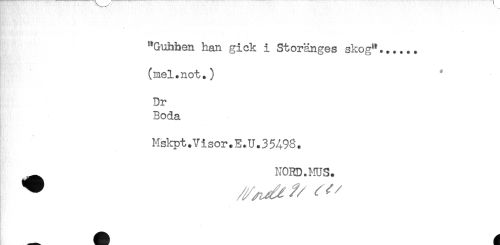 "Gubben han gick i Storänges skog"......
(mel.not.)
Dr
Boda
Mskpt.Visor.E.U.35498.
NORD.MUS.